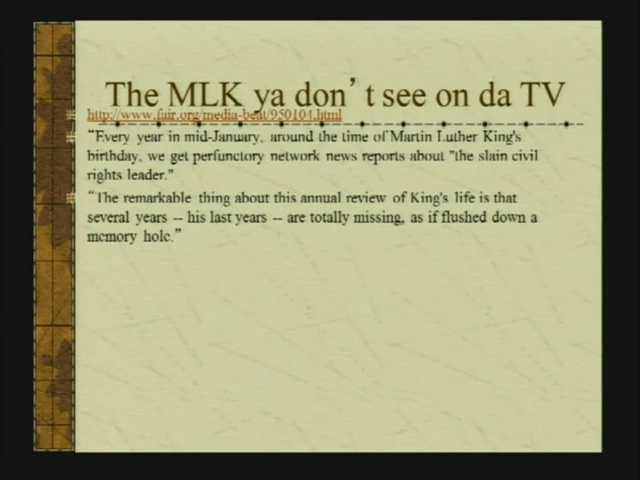 The MLK ya don't see on da TV
http://www.fair.org/media-beat/950104.html
"Every year in mid-January, around the time of Martin Luther King's
birthday, we get perfunctory network news reports about "the slain civil
rights leader."
"The remarkable thing about this annual review of King's life is that
several years -- his last years -- are totally missing, as if flushed down a
memory hole."